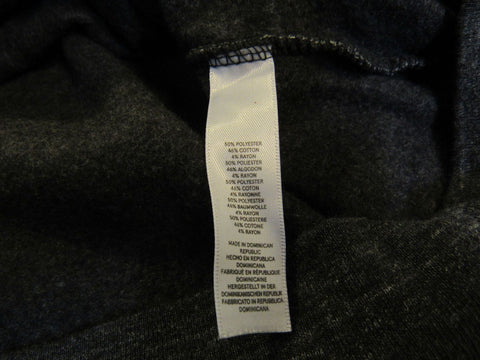 50% POLYESTER
46% COTTON
4% RAYON
50% POLIESTER
46% ALGODON
4% RAYON
50% POLYESTER
46% COTON
4% RAYONNE
50% POLYESTER
46% BAUMWOLLE
4% RAYON
50% POLIESTERE
46% COTONE
4% RAYON
MADE IN DOMINICAN
REPUBLIC
HECHO EN REPUBLICA
DOMINICANA
FABRIQUÉ EN RÉPUBLIQUE
DOMINICAINE
HERGESTELLT IN DER
DOMINIKANISCHEN REPUBLIK
FABBRICATO IN REPUBBLICA
DOMINICANA